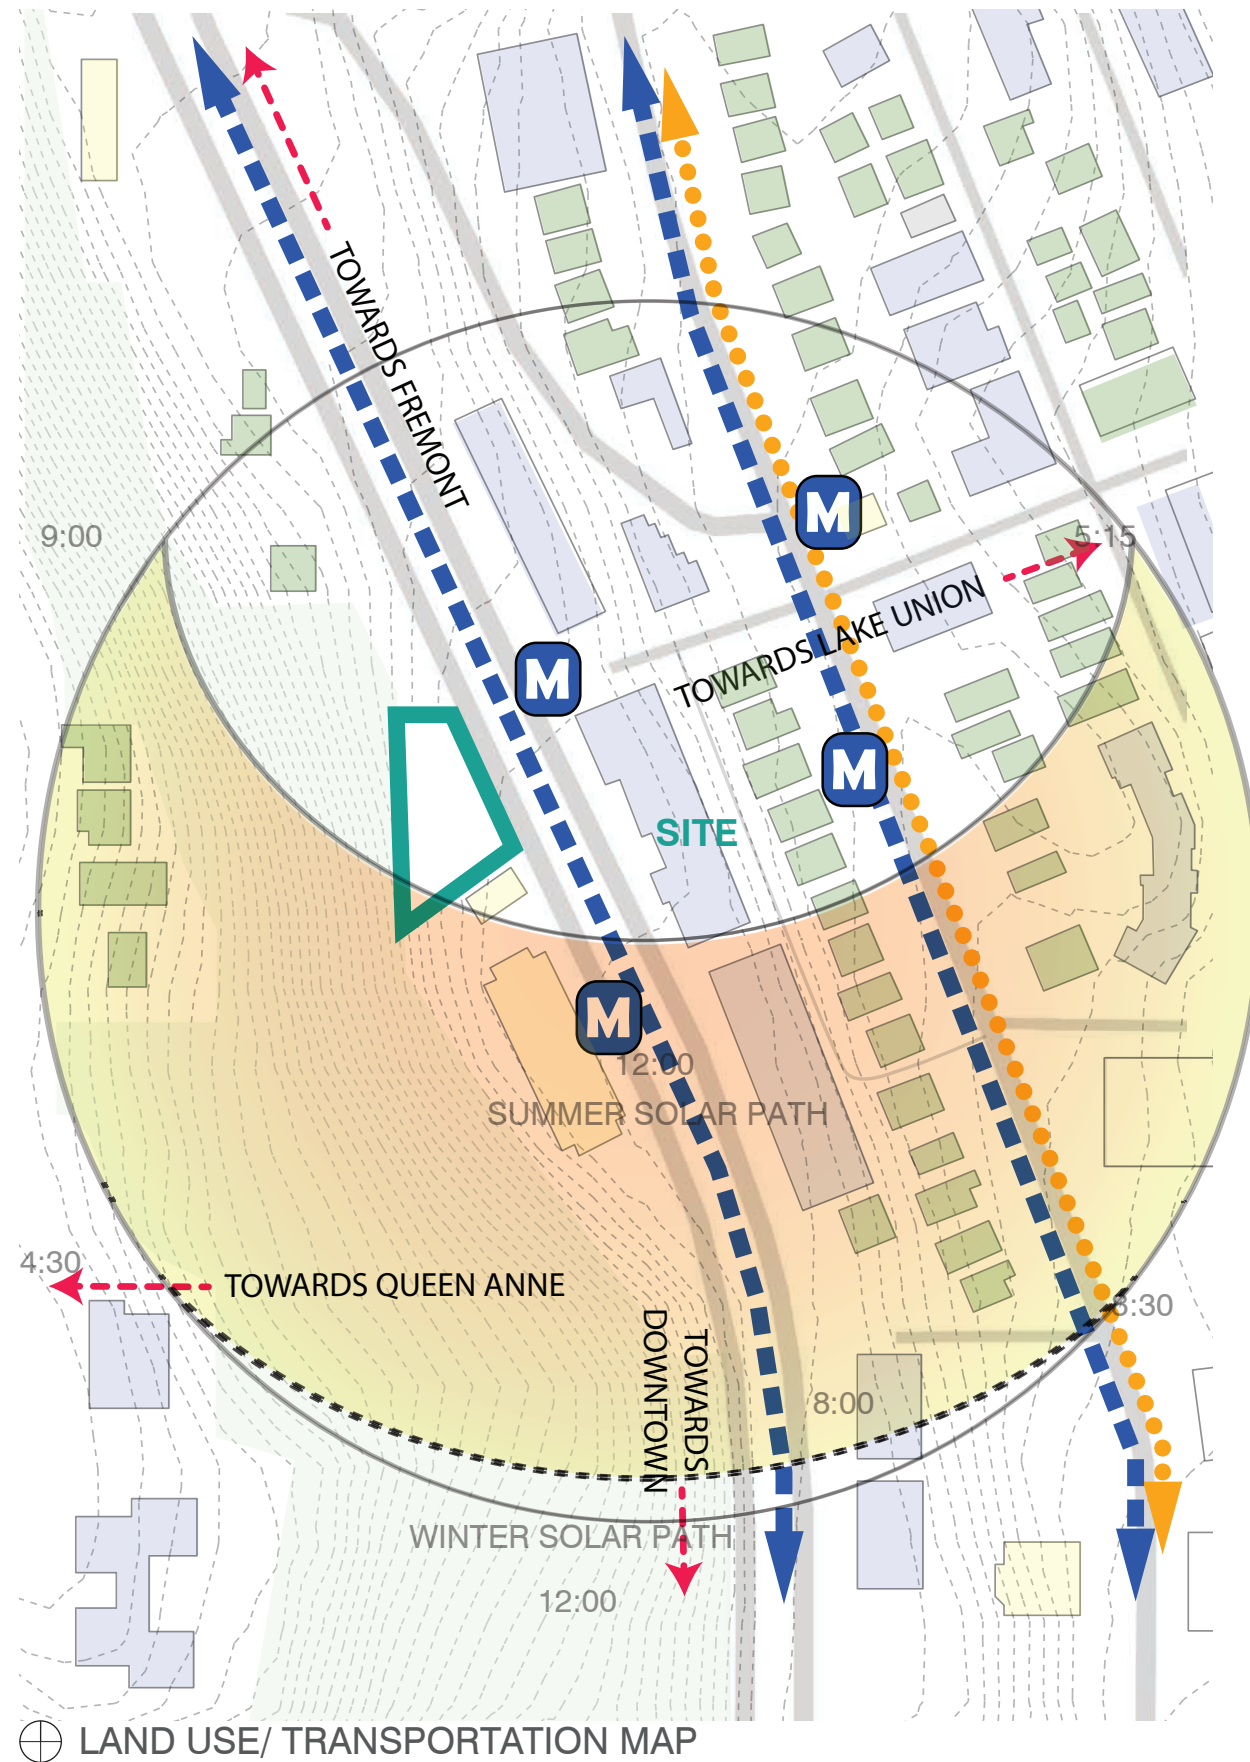 TOWARDS FREMONT
M
9:00
5:15
TOWARDS LAKE UNION
M
M
SITE
M
12:00
SUMMER SOLAR PATH
4:30
TOWARDS QUEEN ANNE
8:30
TOWARDS
DOWNTOWN
8:00
WINTER SOLAR PATH
12:00
LAND USE/ TRANSPORTATION MAP